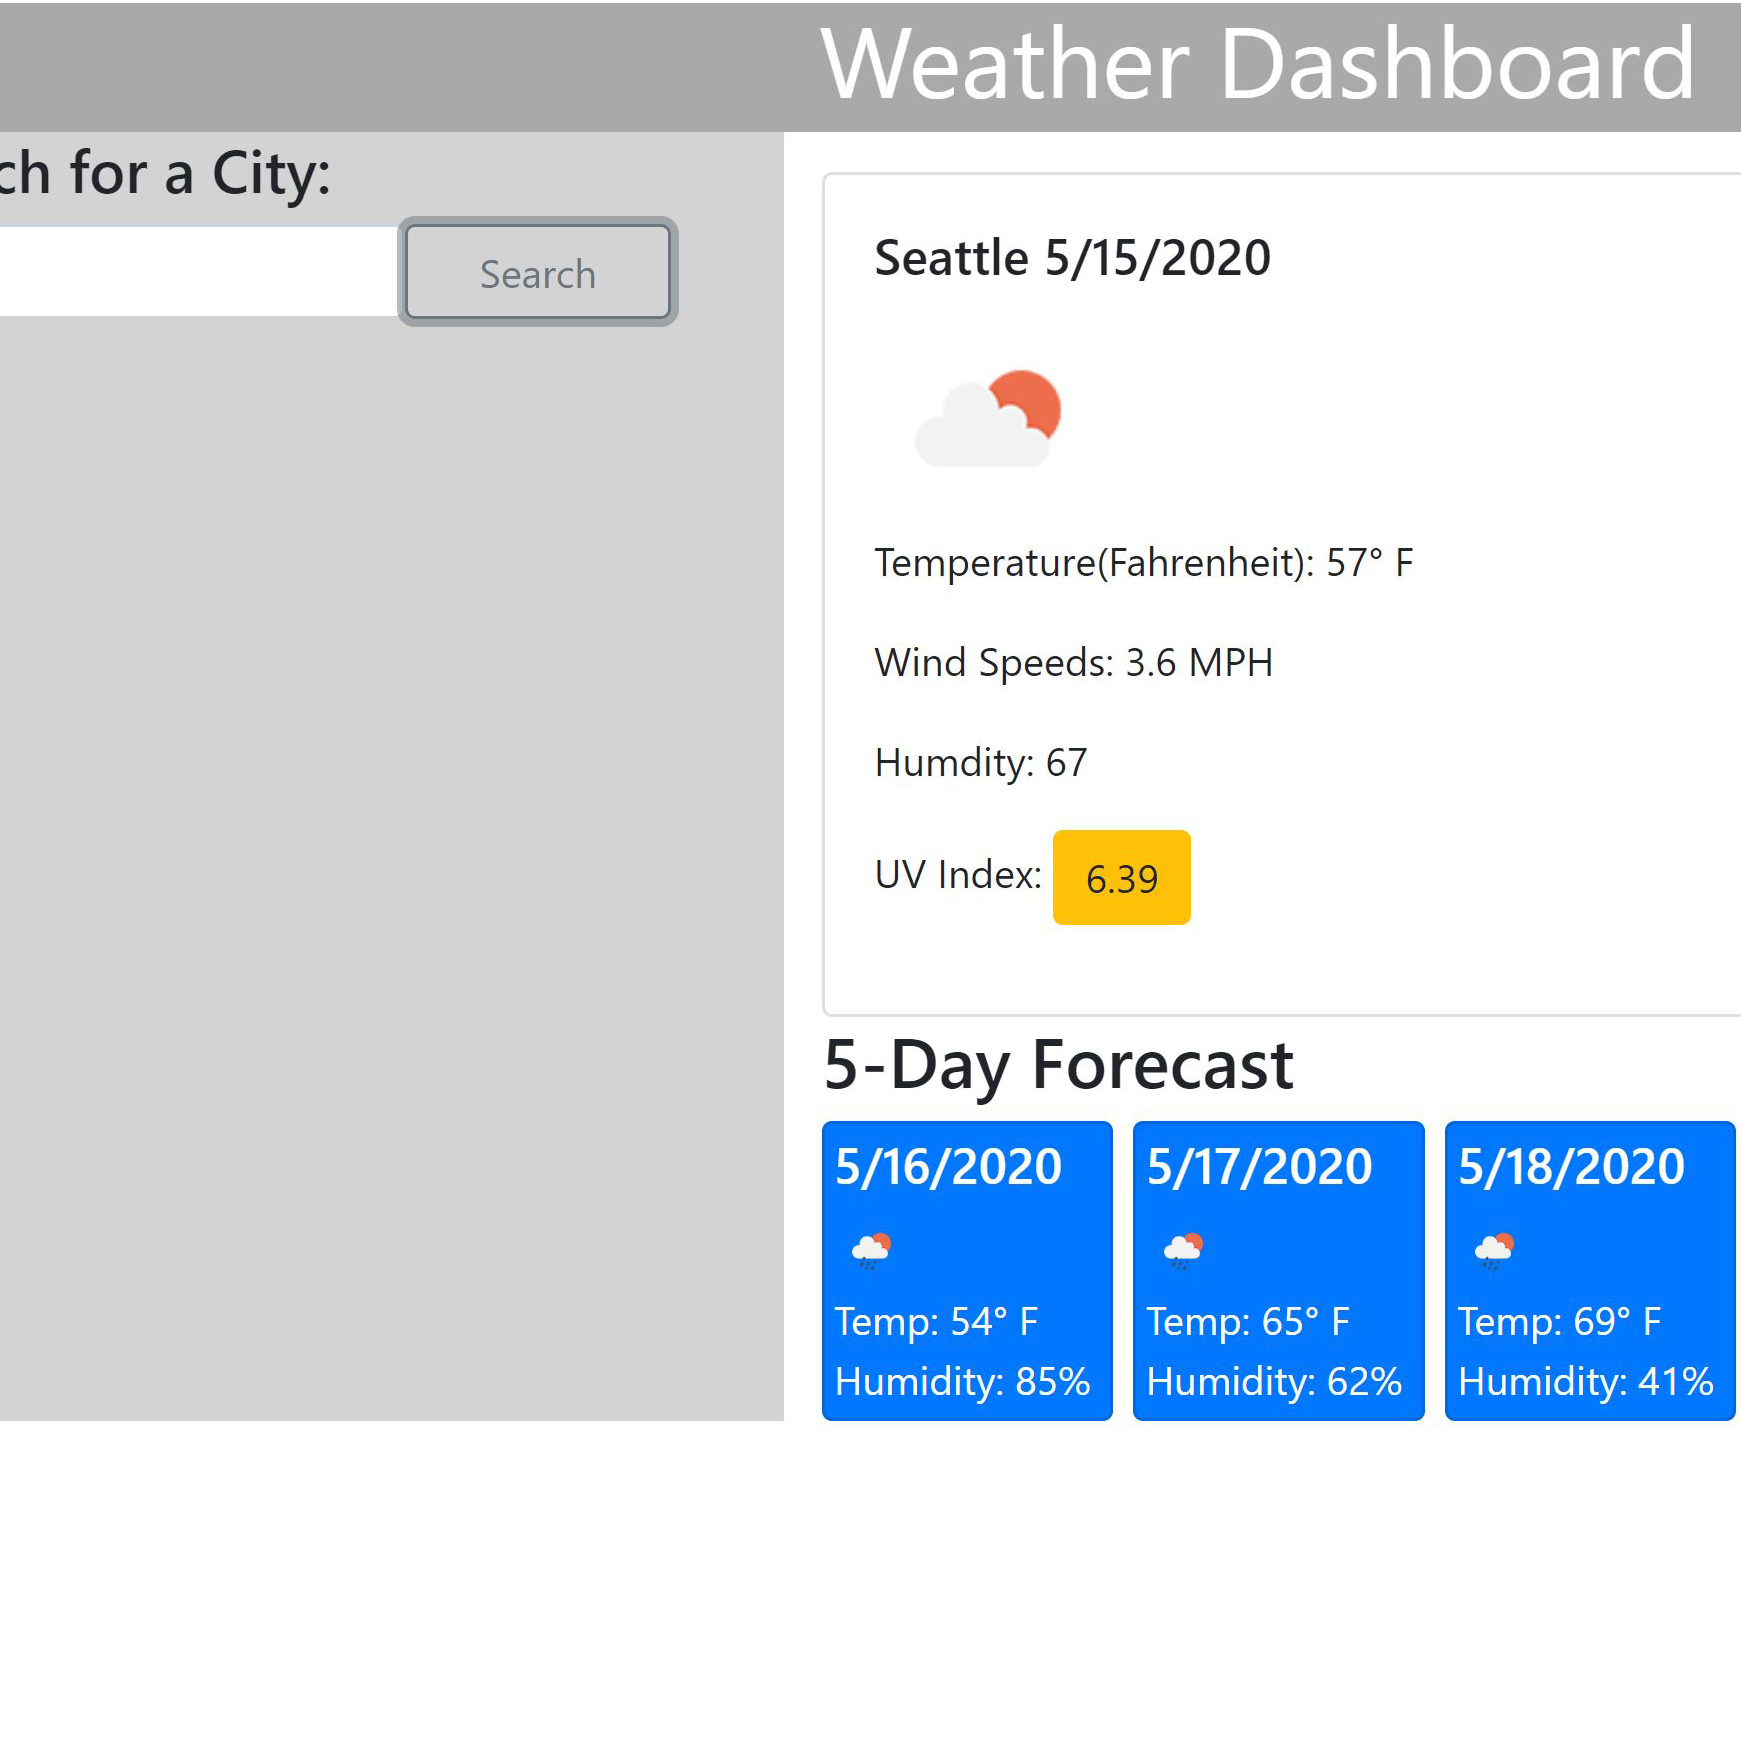 Weather Dashboard
ch for a City:
Search
Seattle 5/15/2020
Temperature(Fahrenheit): 57° F
Wind Speeds: 3.6 MPH
Humdity: 67
UV Index: 6.39
5-Day Forecast
5/16/2020
Temp: 54° F
Humidity: 85%
5/17/2020
Temp: 65° F
Humidity: 62%
5/18/2020
Temp: 69° F
Humidity: 41%